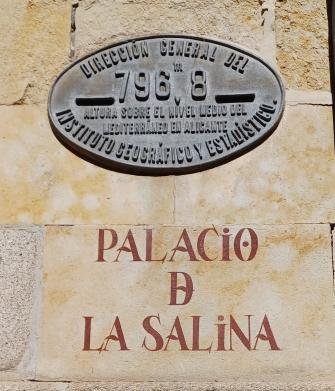 DIRECCIÓN GENERAL DEL
796,ᵐ 8
ALTURA SOBRE EL NIVEL MEDIO DEL
MEDITERRÁNEO EN ALICANTE
INSTITUTO GEOGRÁFICO Y ESTADÍSTICO.
PALACiO
D
LA SALiNA